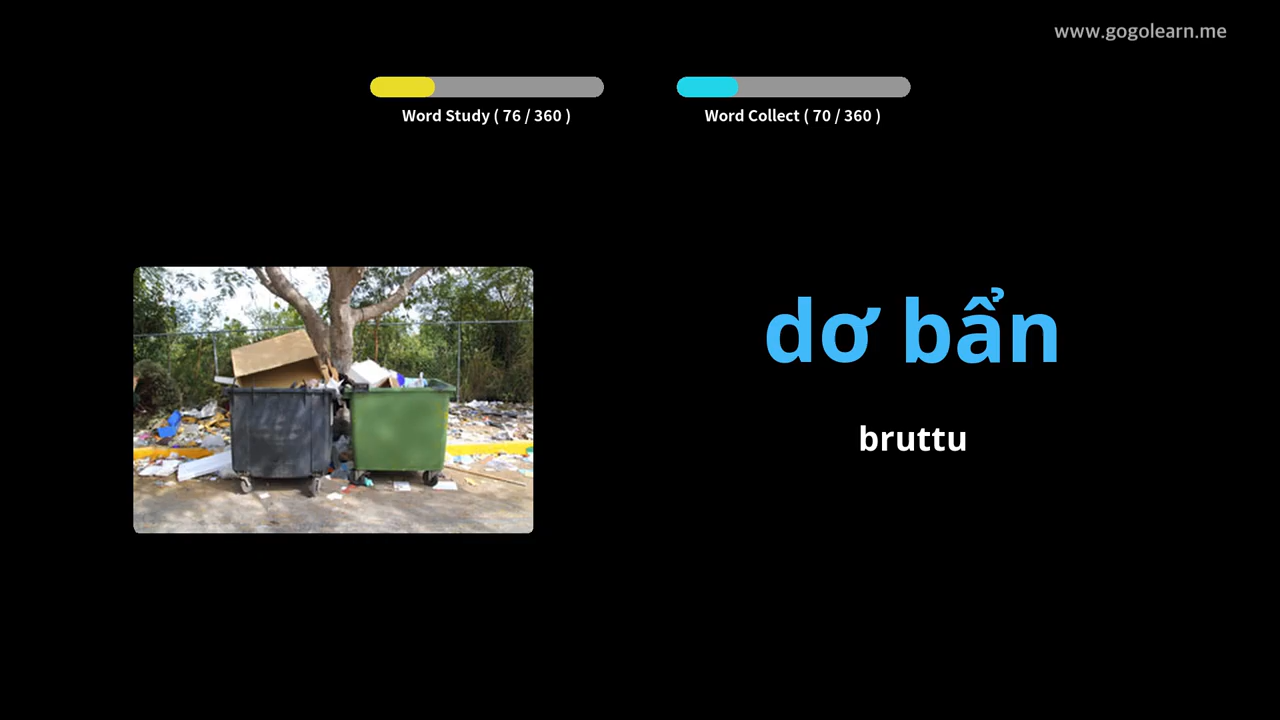 www.gogolearn.me
Word Study ( 76 / 360 )
Word Collect ( 70 / 360 )
dơ bẩn
bruttu